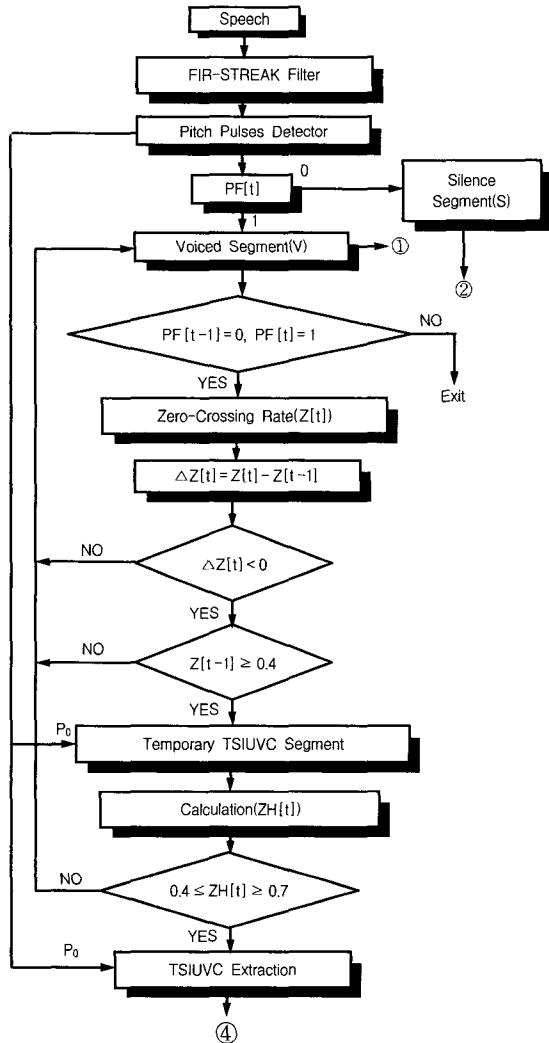 Speech
FIR-STREAK Filter
Pitch Pulses Detector
PF[t]
0
Silence
Segment(S)
1
Voiced Segment(V)
①
②
PF[t-1]=0, PF[t]=1
NO
YES
Exit
Zero-Crossing Rate(Z[t])
△Z[t]=Z[t]-Z[t-1]
NO
△Z[t]<0
YES
NO
Z[t-1] ≥ 0.4
YES
P₀
Temporary TSIUVC Segment
Calculation(ZH[t])
NO
0.4 ≤ ZH[t] ≥ 0.7
YES
P₀
TSIUVC Extraction
④